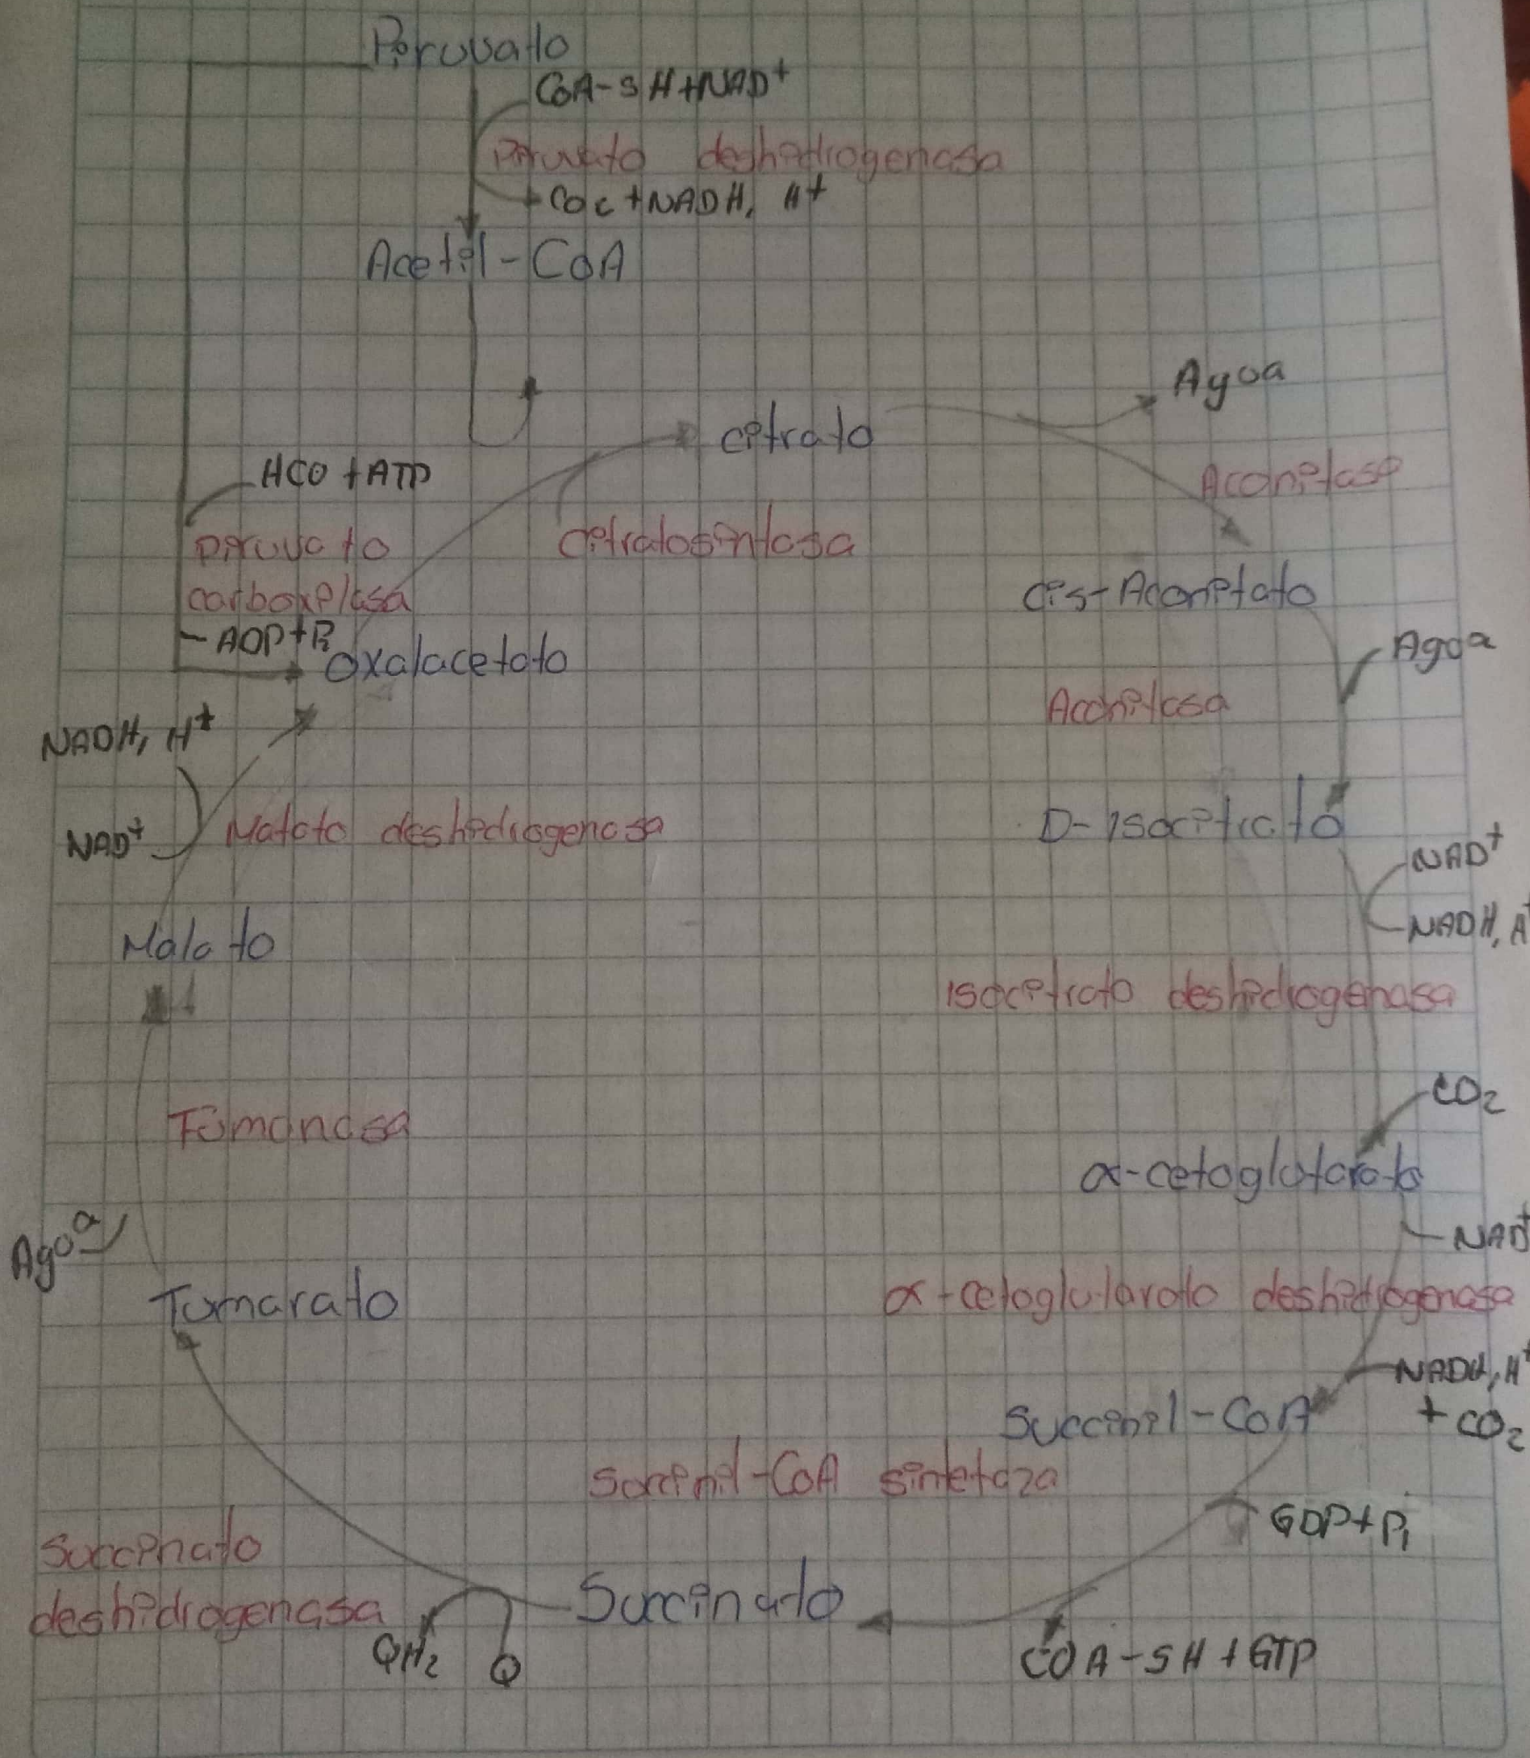 Piruvato
CoA-SH+NAD+
Piruvato deshidrogenasa
Coc+NADH, H+
Acetil-CoA
Agua
citrato
HCO+ATP
Aconitasa
piruvato
carboxilasa
citratosintasa
cis-Aconitato
ADP+Pi
oxalacetato
Agua
Aconitasa
NADH, H+
NAD+
Malato deshidrogenasa
D-Isocitrato
NAD+
NADH, H+
Malato
Isocitrato deshidrogenasa
CO2
Fumarasa
α-cetoglutarato
NAD+
Agua
Fumarato
α-cetoglutarato deshidrogenasa
NADH, H+
+ CO2
Succinil-CoA
Succinil-CoA sintetaza
GDP+Pi
Succinato
deshidrogenasa
Succinato
QH2
Q
COA-SH+GTP